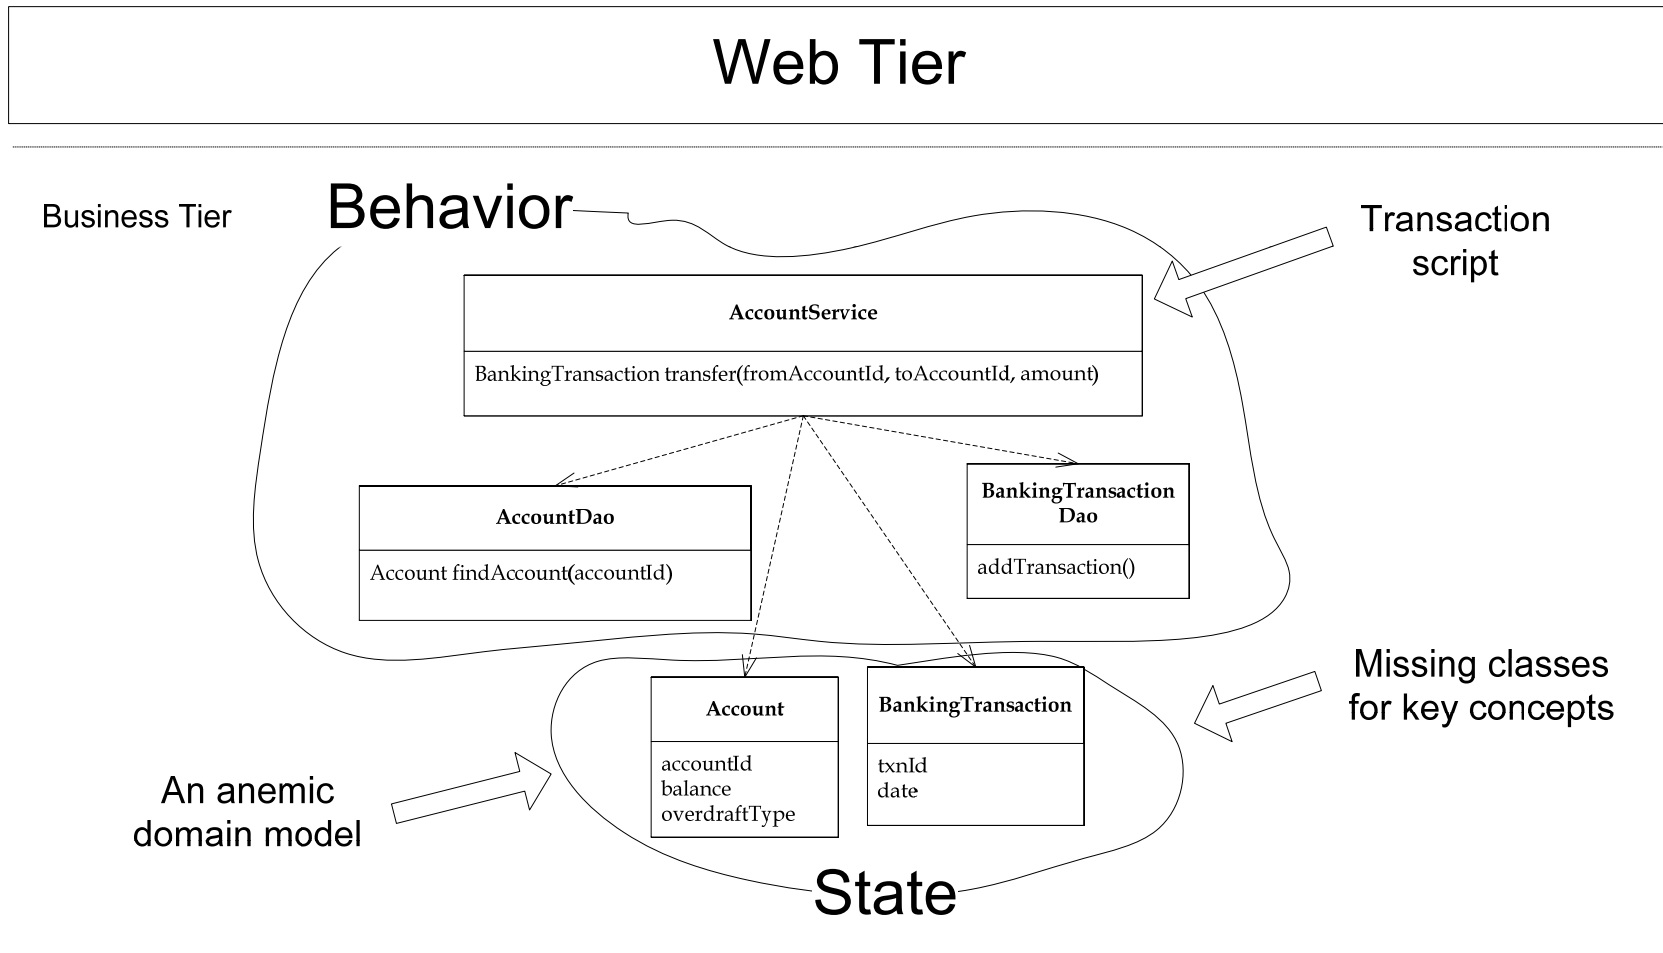 Web Tier
Business Tier
Behavior
Transaction
script
AccountService
BankingTransaction transfer(fromAccountId, toAccountId, amount)
AccountDao
Account findAccount(accountId)
BankingTransaction
Dao
addTransaction()
Missing classes
for key concepts
Account
accountId
balance
overdraftType
BankingTransaction
txnId
date
An anemic
domain model
State